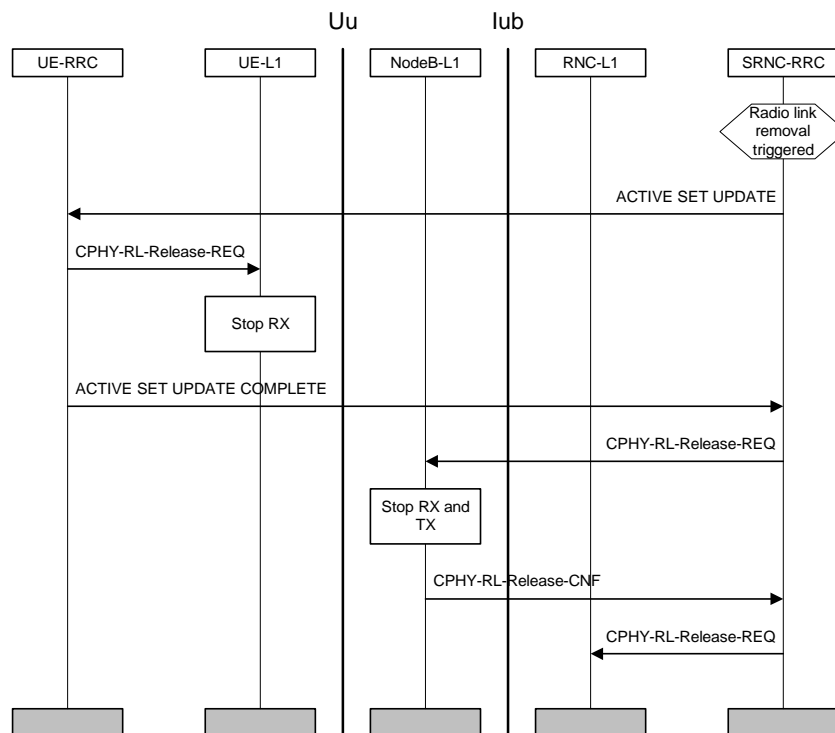 Uu
Iub
UE-RRC
UE-L1
NodeB-L1
RNC-L1
SRNC-RRC
Radio link
removal
triggered
ACTIVE SET UPDATE
CPHY-RL-Release-REQ
Stop RX
ACTIVE SET UPDATE COMPLETE
CPHY-RL-Release-REQ
Stop RX and
TX
CPHY-RL-Release-CNF
CPHY-RL-Release-REQ